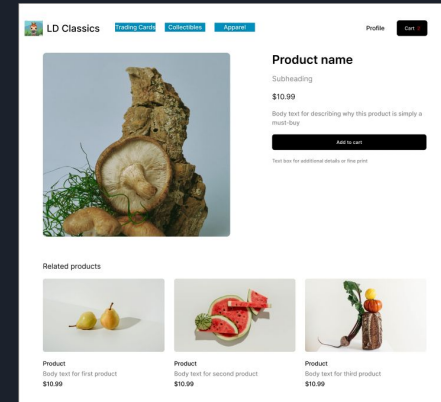 LD Classics
Trading Cards
Collectibles
Apparel
Profile
Cart
Product name
Subheading
$10.99
Body text for describing why this product is simply a
must-buy
Add to cart
Text box for additional details or fine print
Related products
Product
Body text for first product
$10.99
Product
Body text for second product
$10.99
Product
Body text for third product
$10.99